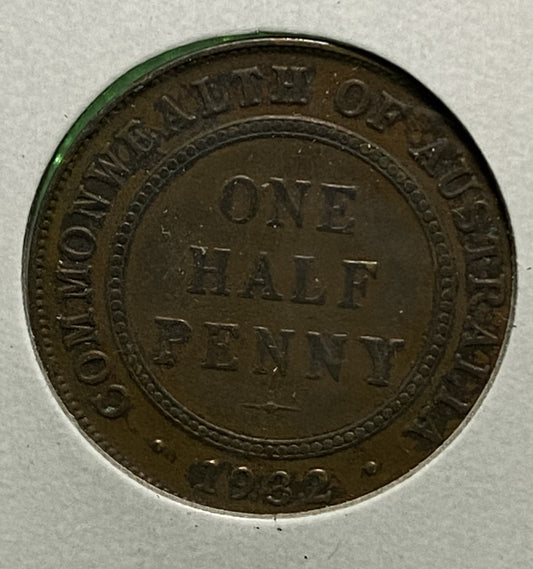 COMMONWEALTH OF AUSTRALIA
ONE
HALF
PENNY
1932